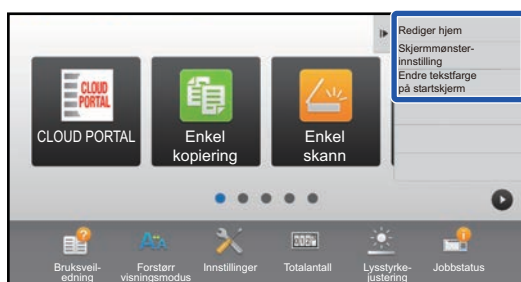 Rediger hjem
Skjermmønster-
innstilling
Endre tekstfarge
på startskjerm
CLOUD
PORTAL
CLOUD PORTAL
Enkel
kopiering
Enkel
skann
Bruksveil-
edning
Forstørr
visningsmodus
Innstillinger
Totalantall
Lysstyrke-
justering
Jobbstatus